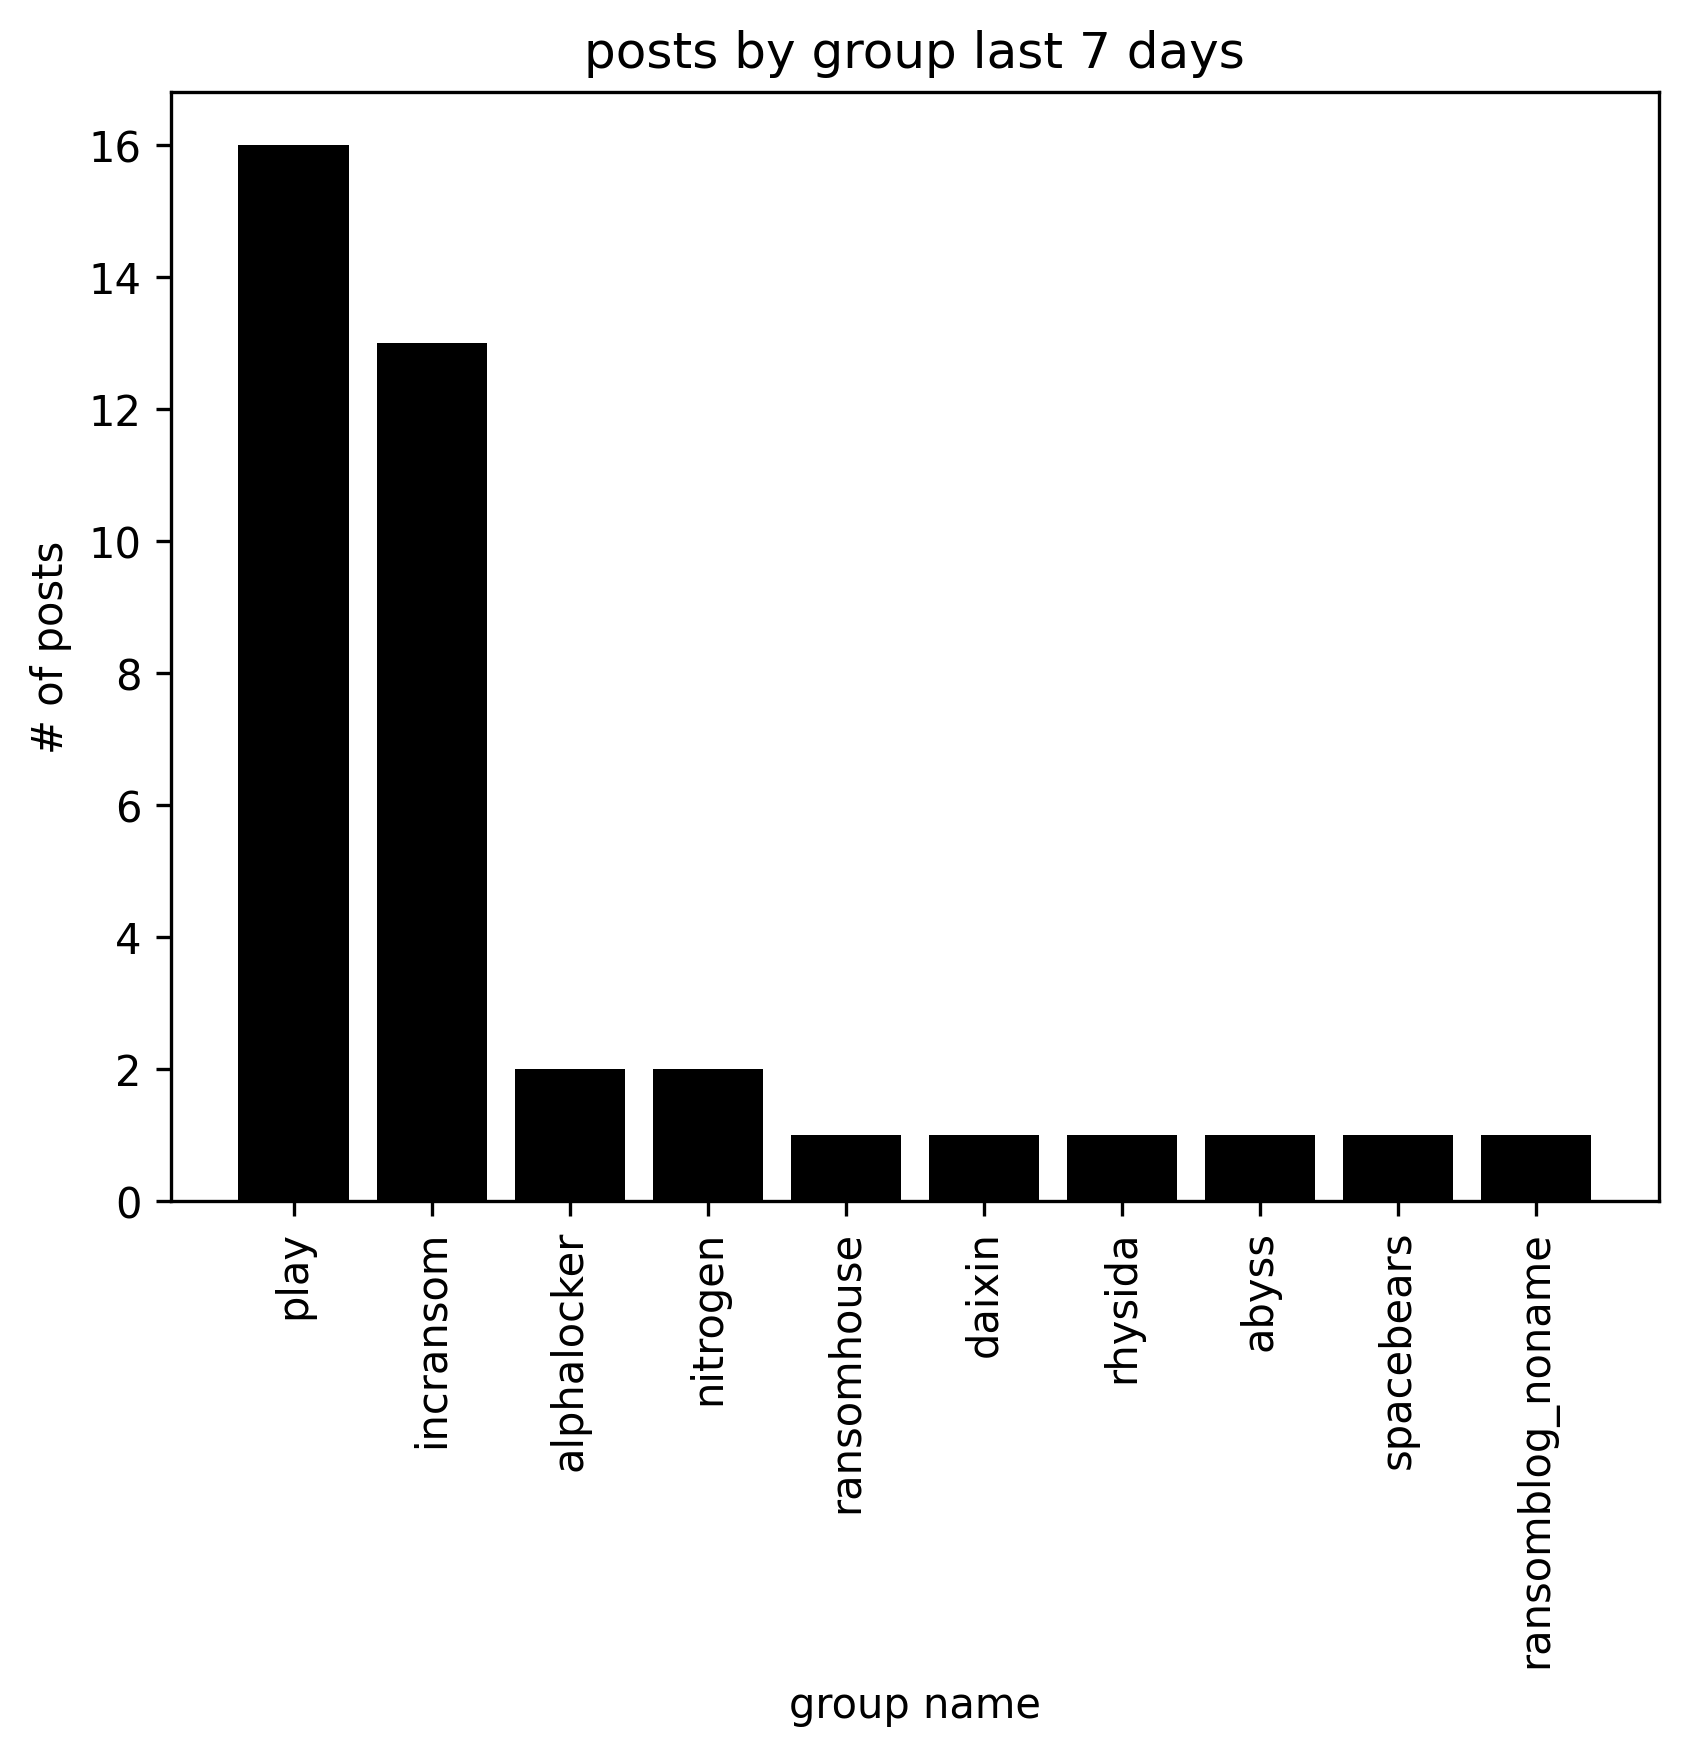 posts by group last 7 days
# of posts
16
14
12
10
8
6
4
2
0
play
incransom
alphalocker
nitrogen
ransomhouse
daixin
rhysida
abyss
spacebears
ransomblog_noname
group name